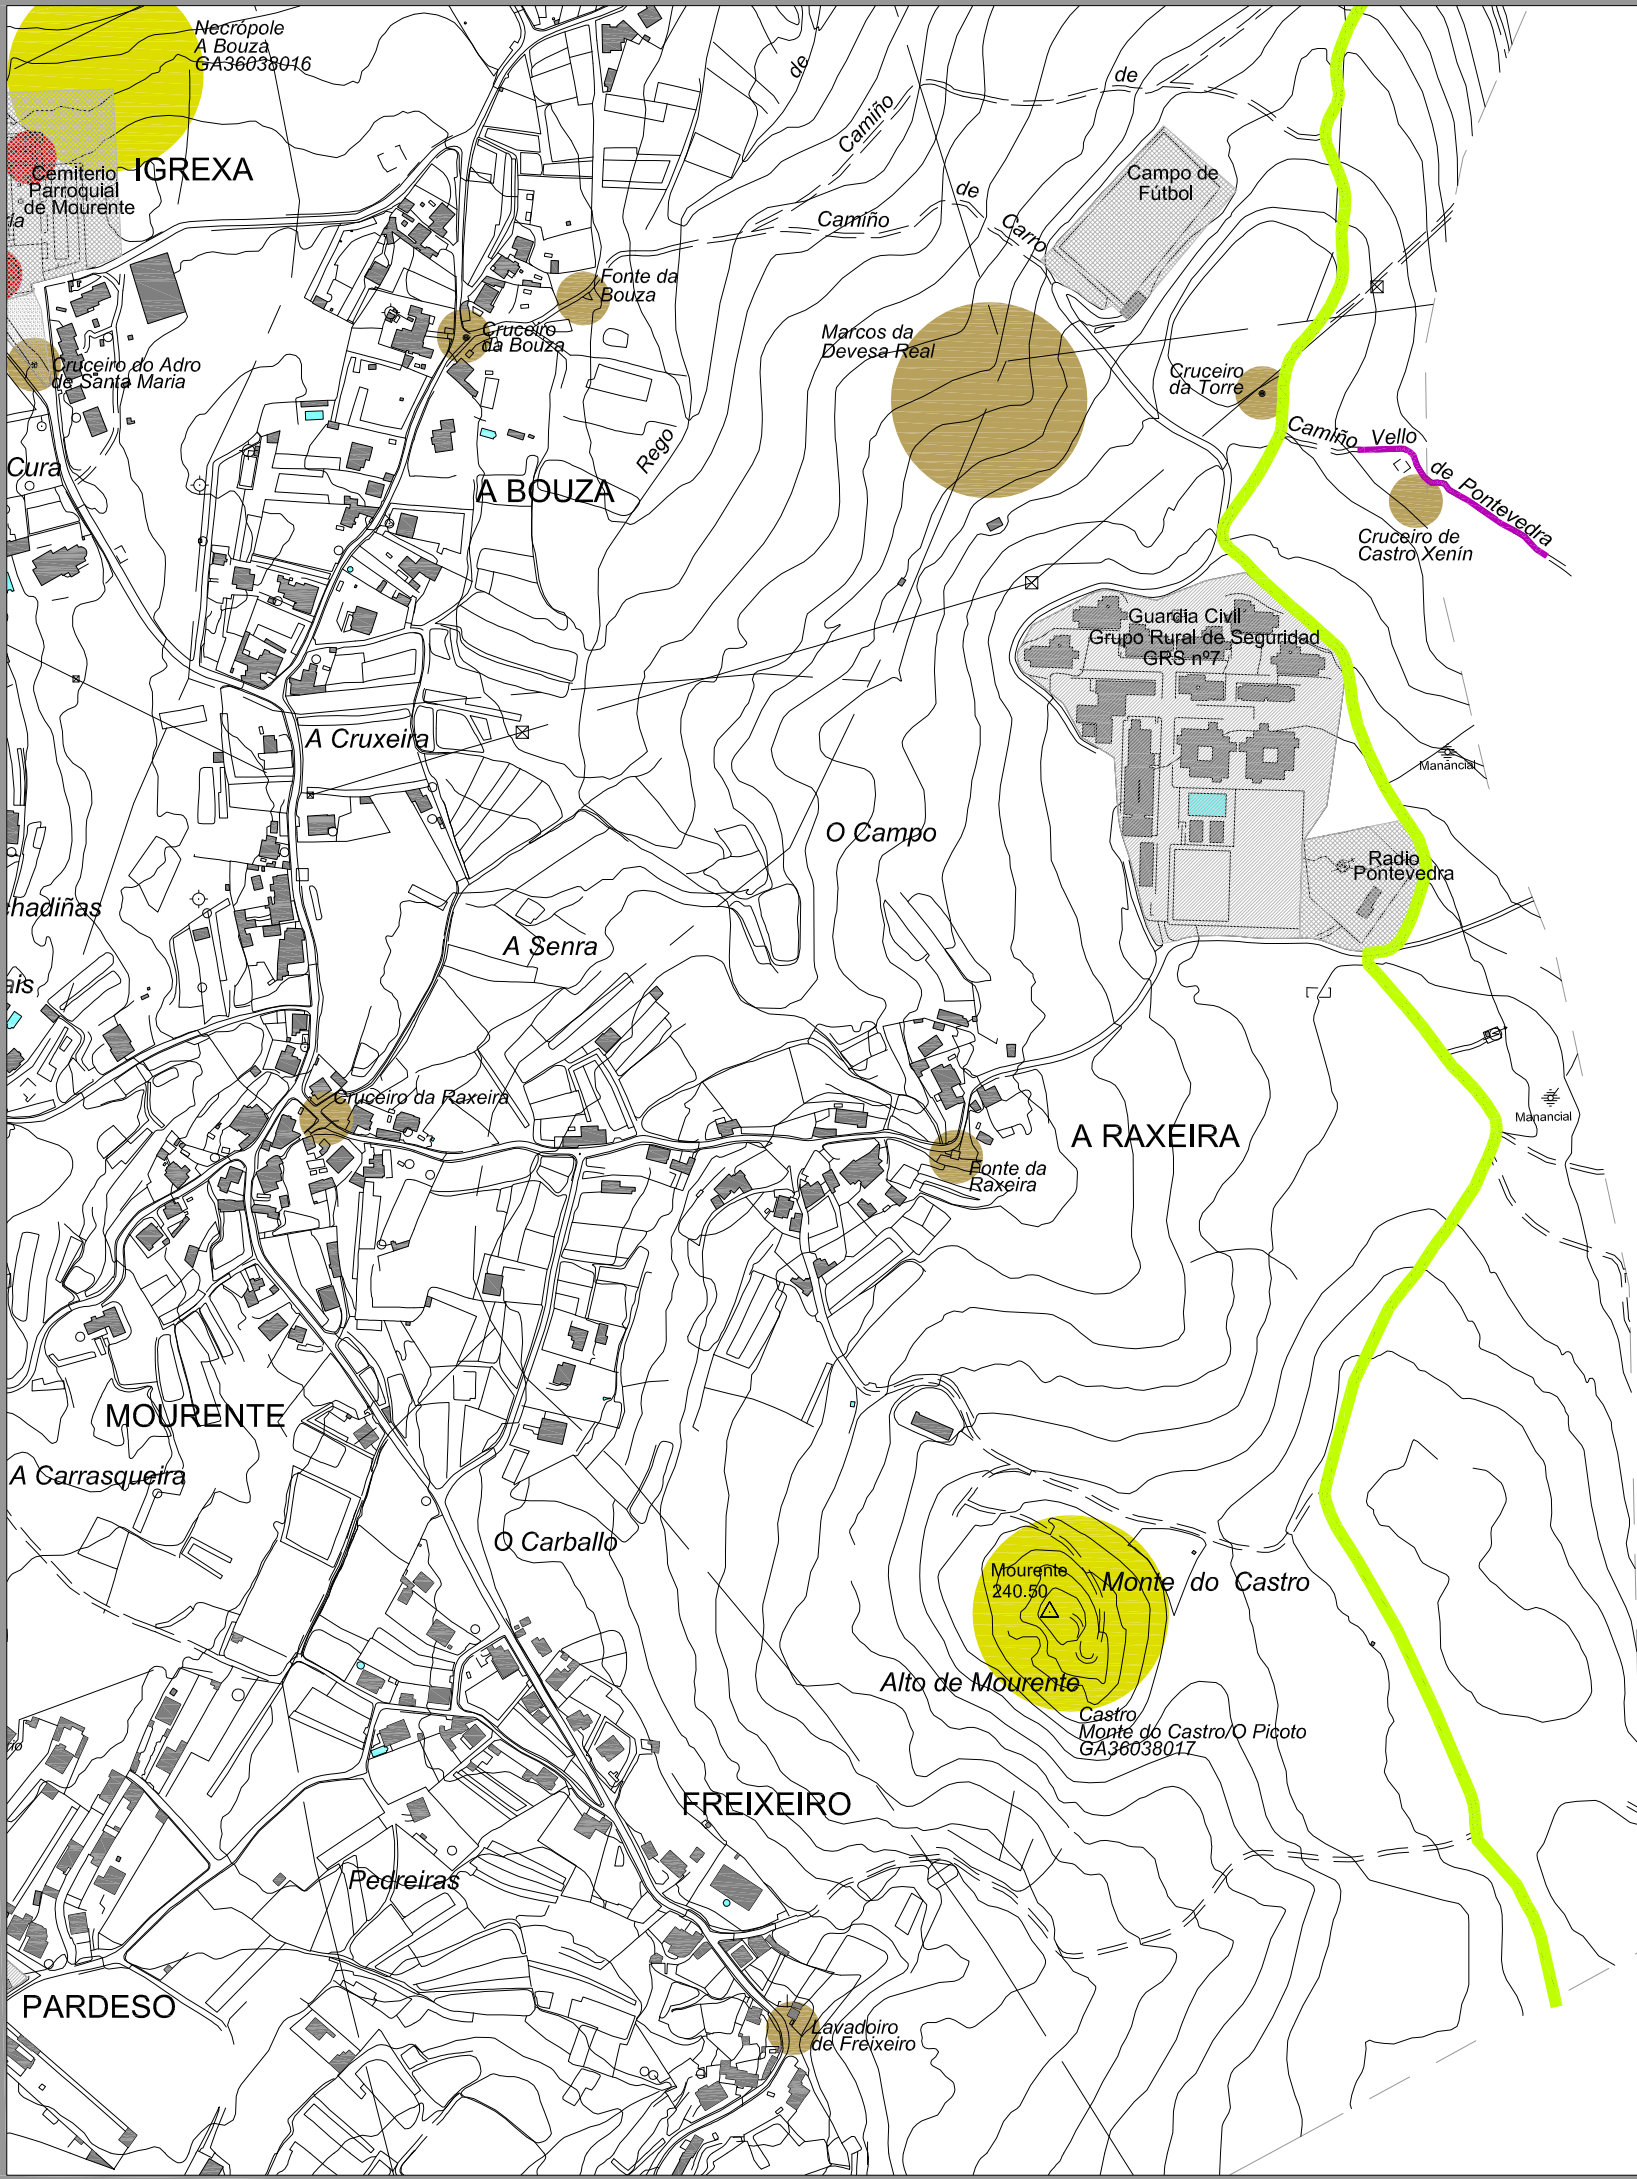 Necrópole
A Bouza
GA36038016
IGREXA
Cemiterio
Parroquial
de Mourente
de
Camiño
de
Campo de
Fútbol
de
Camiño
Carro
Fonte da
Bouza
Cruceiro
da Bouza
Marcos da
Devesa Real
Cruceiro do Adro
de Santa Maria
Cruceiro
da Torre
Camiño Vello
de Pontevedra
Rego
Cura
A BOUZA
Cruceiro de
Castro Xenín
Guardia Civil
Grupo Rural de Seguridad
GRS nº7
A Cruxeira
Manancial
O Campo
Radio
Pontevedra
chadiñas
A Senra
ais
Cruceiro da Raxeira
Manancial
A RAXEIRA
Fonte da
Raxeira
MOURENTE
A Carrasqueira
O Carballo
Mourente
240.50
Monte do Castro
Alto de Mourente
Castro
Monte do Castro/O Picoto
GA36038017
FREIXEIRO
Pedreiras
PARDESO
Lavadoiro
de Freixeiro